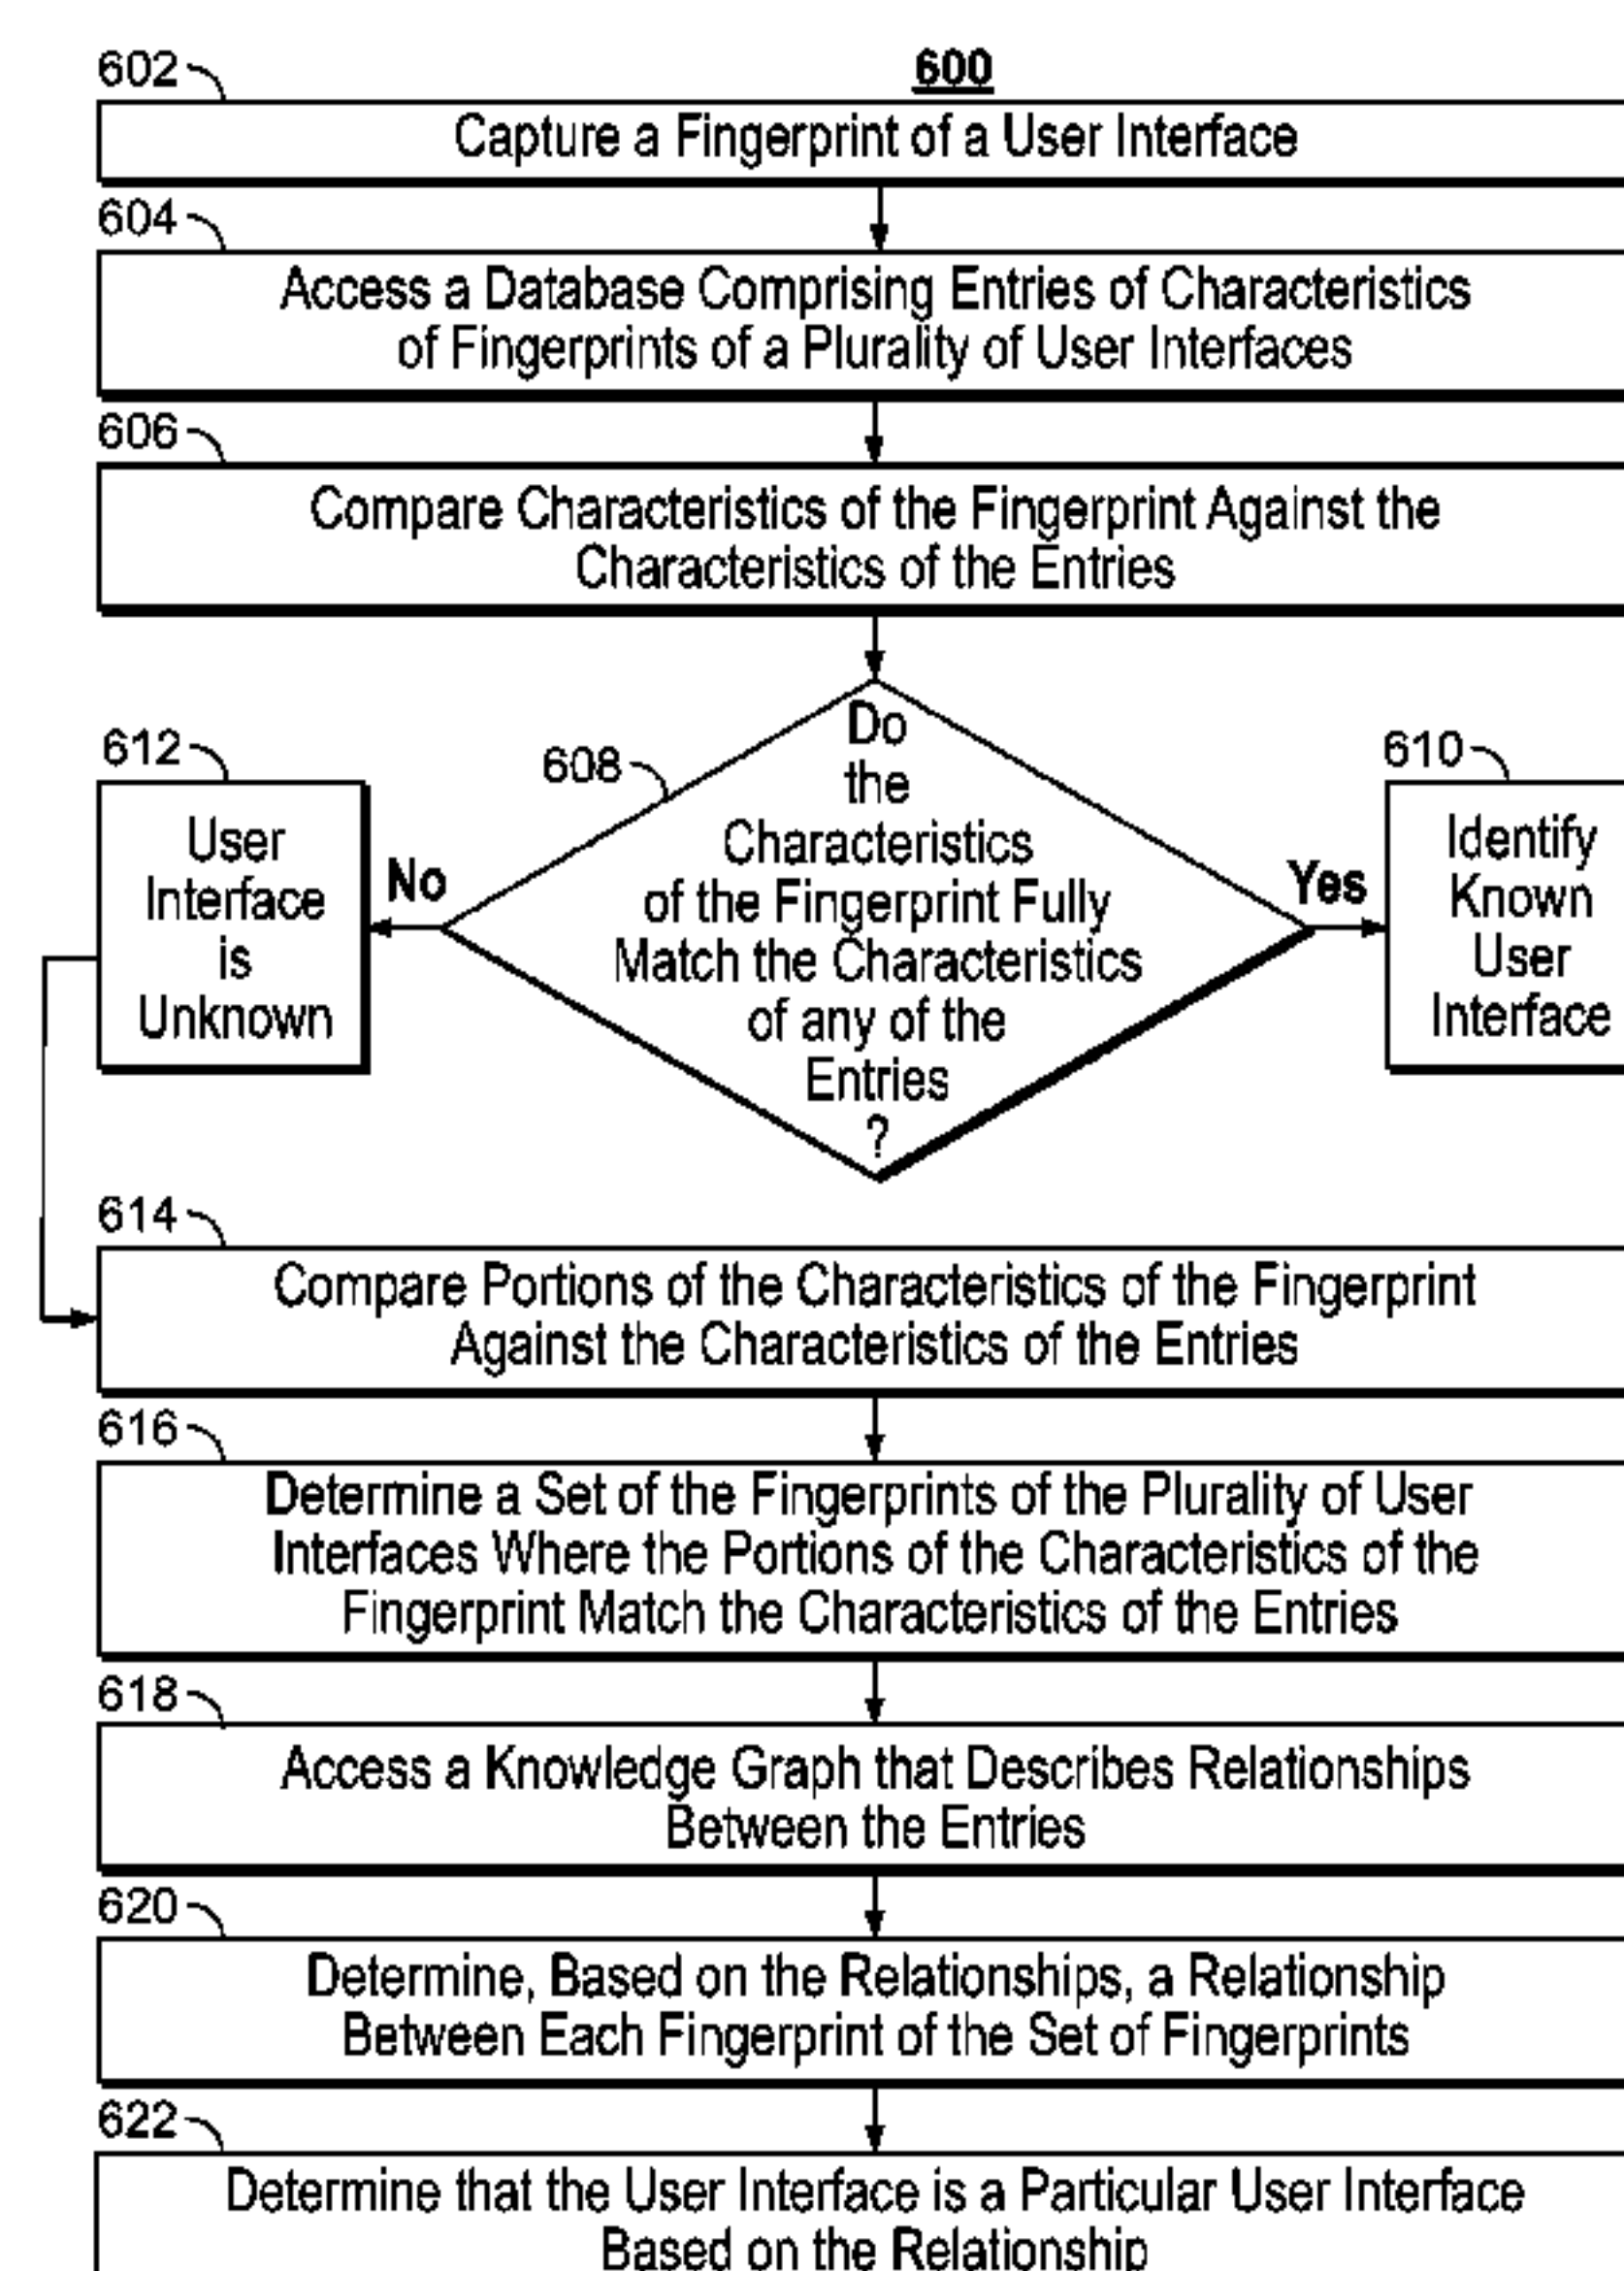 600
602
Capture a Fingerprint of a User Interface
604
Access a Database Comprising Entries of Characteristics
of Fingerprints of a Plurality of User Interfaces
606
Compare Characteristics of the Fingerprint Against the
Characteristics of the Entries
608
Do
the
Characteristics
of the Fingerprint Fully
Match the Characteristics
of any of the
Entries
?
No
612
User
Interface
is
Unknown
Yes
610
Identify
Known
User
Interface
614
Compare Portions of the Characteristics of the Fingerprint
Against the Characteristics of the Entries
616
Determine a Set of the Fingerprints of the Plurality of User
Interfaces Where the Portions of the Characteristics of the
Fingerprint Match the Characteristics of the Entries
618
Access a Knowledge Graph that Describes Relationships
Between the Entries
620
Determine, Based on the Relationships, a Relationship
Between Each Fingerprint of the Set of Fingerprints
622
Determine that the User Interface is a Particular User Interface
Based on the Relationship